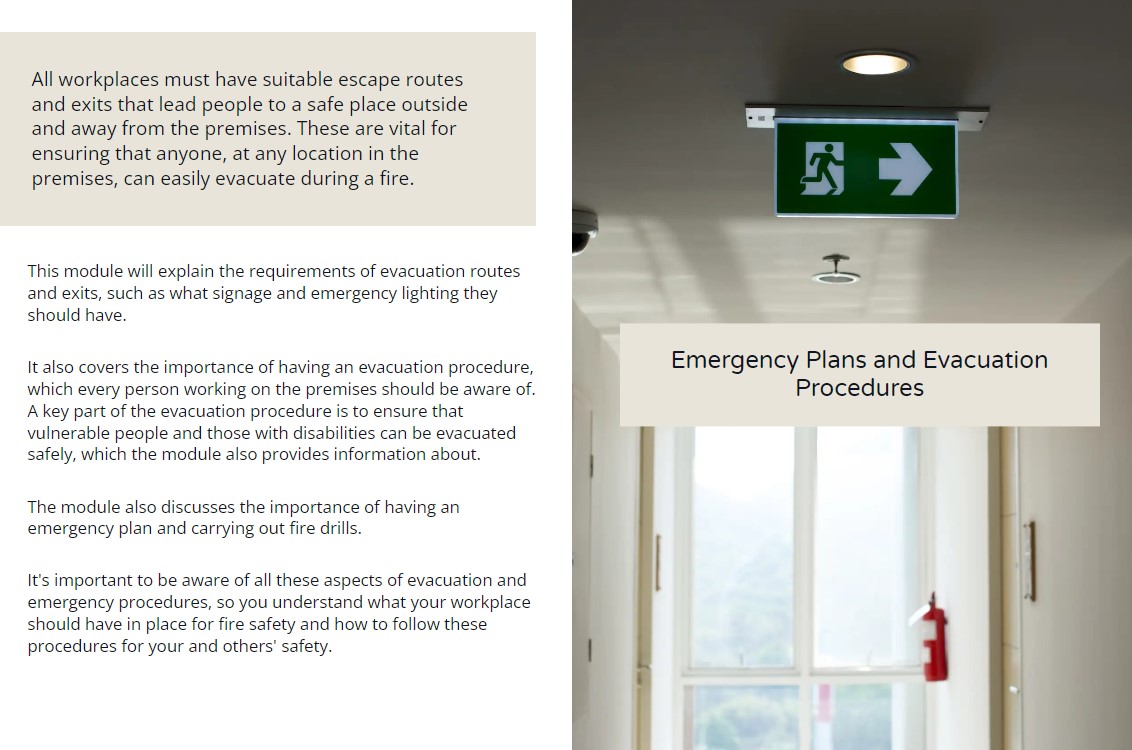 All workplaces must have suitable escape routes
and exits that lead people to a safe place outside
and away from the premises. These are vital for
ensuring that anyone, at any location in the
premises, can easily evacuate during a fire.
This module will explain the requirements of evacuation routes
and exits, such as what signage and emergency lighting they
should have.
It also covers the importance of having an evacuation procedure,
which every person working on the premises should be aware of.
A key part of the evacuation procedure is to ensure that
vulnerable people and those with disabilities can be evacuated
safely, which the module also provides information about.
The module also discusses the importance of having an
emergency plan and carrying out fire drills.
It's important to be aware of all these aspects of evacuation and
emergency procedures, so you understand what your workplace
should have in place for fire safety and how to follow these
procedures for your and others' safety.
Emergency Plans and Evacuation
Procedures